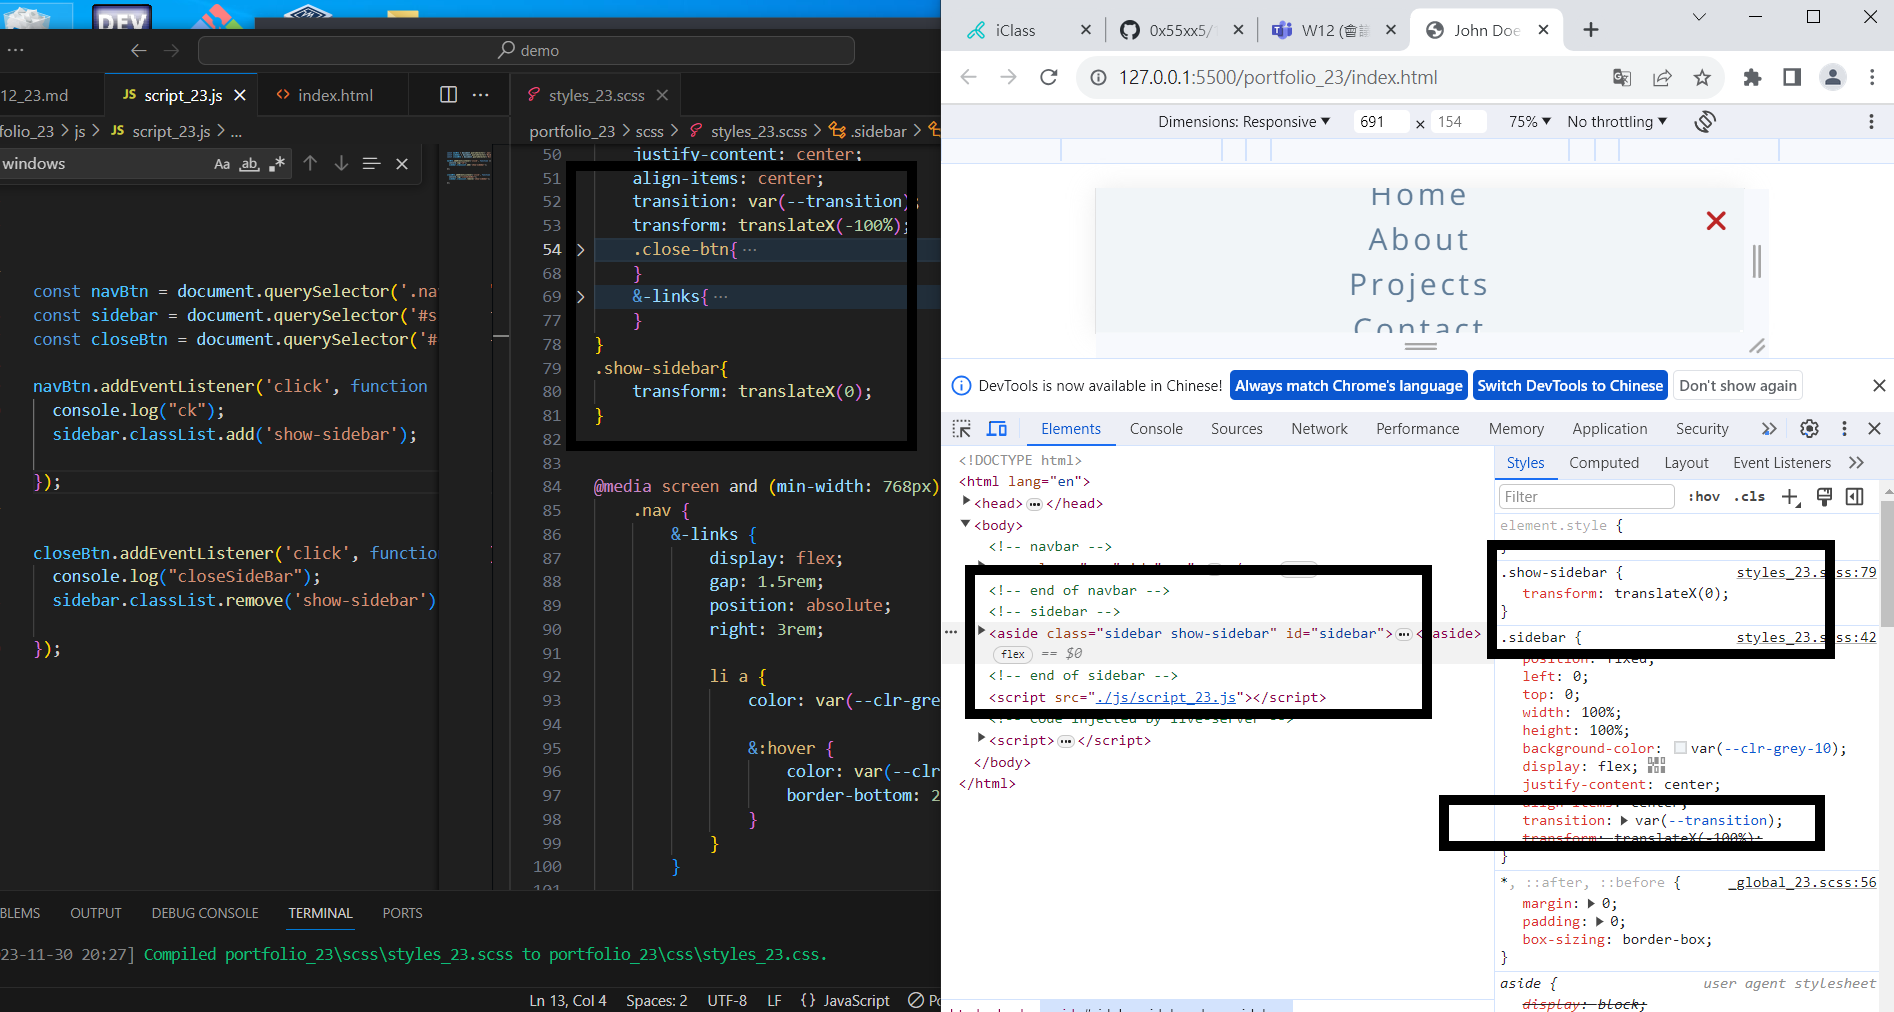 DEV
demo
12_23.md
JS script_23.js
index.html
styles_23.scss
folio_23 > js > JS script_23.js > ...
portfolio_23 > scss > styles_23.scss > .sidebar >
windows
Aa ab
const navBtn = document.querySelector('.na
const sidebar = document.querySelector('#s
const closeBtn = document.querySelector('#
navBtn.addEventListener('click', function
console.log("ck");
sidebar.classList.add('show-sidebar');
});
closeBtn.addEventListener('click', functio
console.log("closeSideBar");
sidebar.classList.remove('show-sidebar')
});
50 justify-content: center;
51 align-items: center;
52 transition: var(--transition);
53 transform: translateX(-100%);
54 .close-btn{ ...
68 }
69 &-links{ ...
77 }
78 }
79 .show-sidebar{
80 transform: translateX(0);
81 }
82
83
84 @media screen and (min-width: 768px)
85 .nav {
86 &-links {
87 display: flex;
88 gap: 1.5rem;
89 position: absolute;
90 right: 3rem;
91
92 li a {
93 color: var(--clr-gre
94
95 &:hover {
96 color: var(--clr
97 border-bottom: 2
98 }
99 }
100 }
101
BLEMS OUTPUT DEBUG CONSOLE TERMINAL PORTS
23-11-30 20:27] Compiled portfolio_23\scss\styles_23.scss to portfolio_23\css\styles_23.css.
Ln 13, Col 4 Spaces: 2 UTF-8 LF {} JavaScript
iClass
0x55xx5/
W12 (會議
John Doe
127.0.0.1:5500/portfolio_23/index.html
Dimensions: Responsive ▼ 691 x 154 75% ▼ No throttling ▼
Home
About
Projects
Contact
DevTools is now available in Chinese! Always match Chrome's language Switch DevTools to Chinese Don't show again
Elements Console Sources Network Performance Memory Application Security
<!DOCTYPE html>
<html lang="en">
<head> ... </head>
<body>
<!-- navbar -->
<!-- end of navbar -->
<!-- sidebar -->
<aside class="sidebar show-sidebar" id="sidebar"> ... <aside>
flex == $0
<!-- end of sidebar -->
<script src="./js/script_23.js"></script>
<!-- Code injected by live-server -->
<script> ... </script>
</body>
</html>
Styles Computed Layout Event Listeners
Filter :hov .cls
element.style {
}
.show-sidebar { styles_23.scss:79
transform: translateX(0);
}
.sidebar { styles_23.scss:42
position: fixed;
left: 0;
top: 0;
width: 100%;
height: 100%;
background-color: var(--clr-grey-10);
display: flex;
justify-content: center;
align-items: center;
transition: var(--transition);
transform: translateX(-100%);
}
*, ::after, ::before { _global_23.scss:56
margin: 0;
padding: 0;
box-sizing: border-box;
}
aside { user agent stylesheet
display: block;